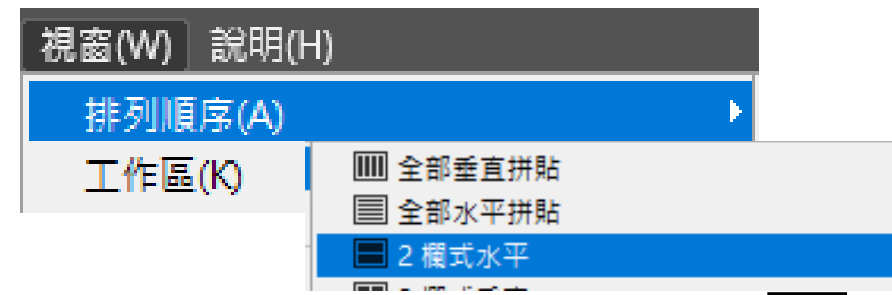 視窗(W) 說明(H)
排列順序(A)
工作區(K)
全部垂直拼貼
全部水平拼貼
2 欄式水平